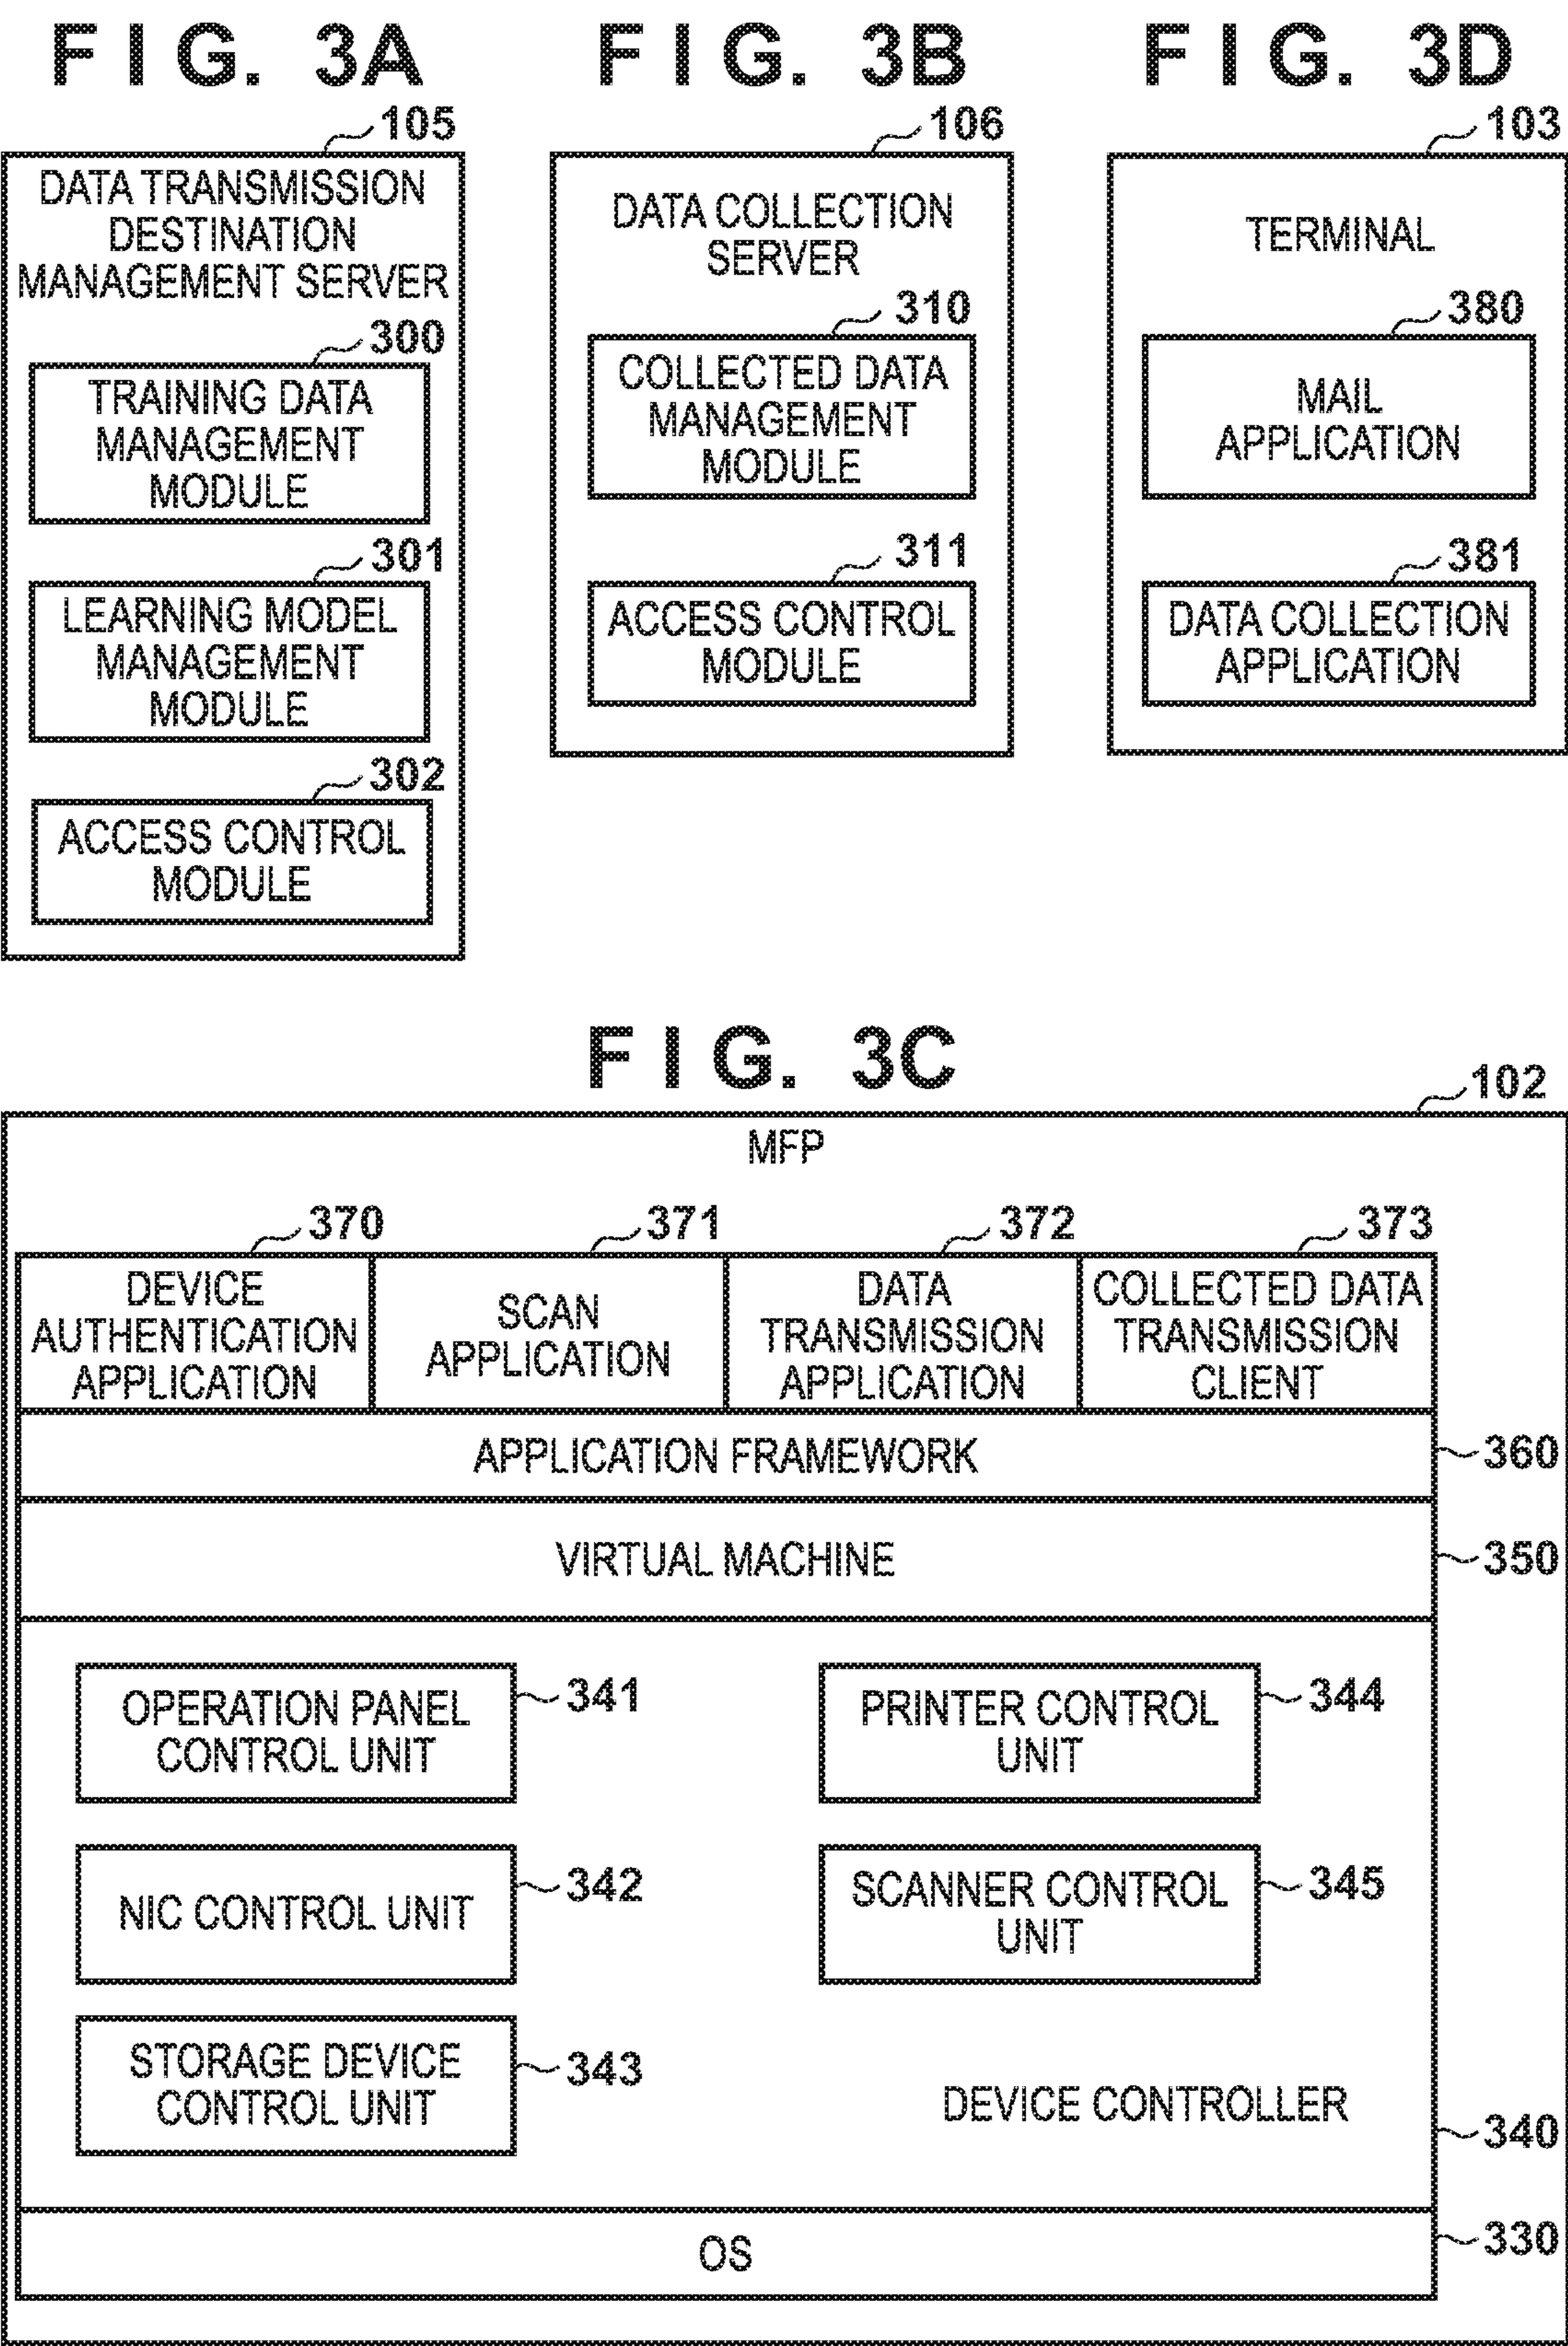 FIG. 3A
105
DATA TRANSMISSION
DESTINATION
MANAGEMENT SERVER
300
TRAINING DATA
MANAGEMENT
MODULE
301
LEARNING MODEL
MANAGEMENT
MODULE
302
ACCESS CONTROL
MODULE
FIG. 3B
106
DATA COLLECTION
SERVER
310
COLLECTED DATA
MANAGEMENT
MODULE
311
ACCESS CONTROL
MODULE
FIG. 3D
103
TERMINAL
380
MAIL
APPLICATION
381
DATA COLLECTION
APPLICATION
FIG. 3C
102
MFP
370
DEVICE
AUTHENTICATION
APPLICATION
371
SCAN
APPLICATION
372
DATA
TRANSMISSION
APPLICATION
373
COLLECTED DATA
TRANSMISSION
CLIENT
APPLICATION FRAMEWORK
360
VIRTUAL MACHINE
350
OPERATION PANEL
CONTROL UNIT
341
PRINTER CONTROL
UNIT
344
NIC CONTROL UNIT
342
SCANNER CONTROL
UNIT
345
STORAGE DEVICE
CONTROL UNIT
343
DEVICE CONTROLLER
340
OS
330